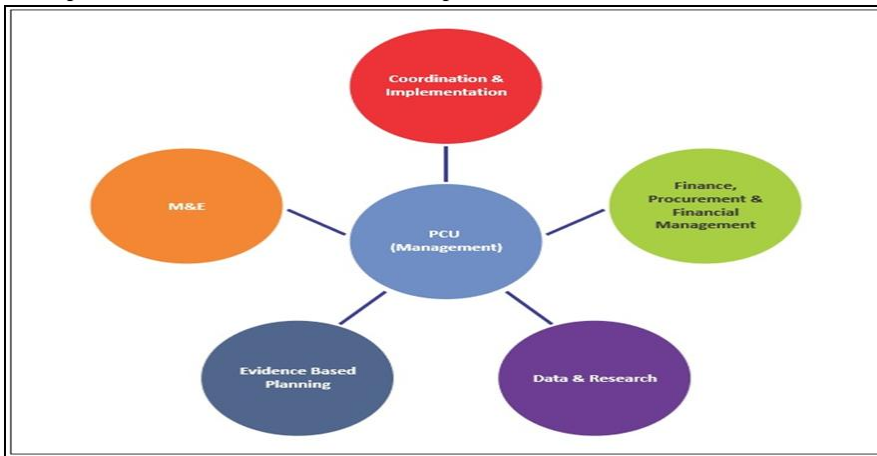 Coordination &
Implementation
M&E
Finance,
Procurement &
Financial
Management
PCU
(Management)
Evidence Based
Planning
Data & Research